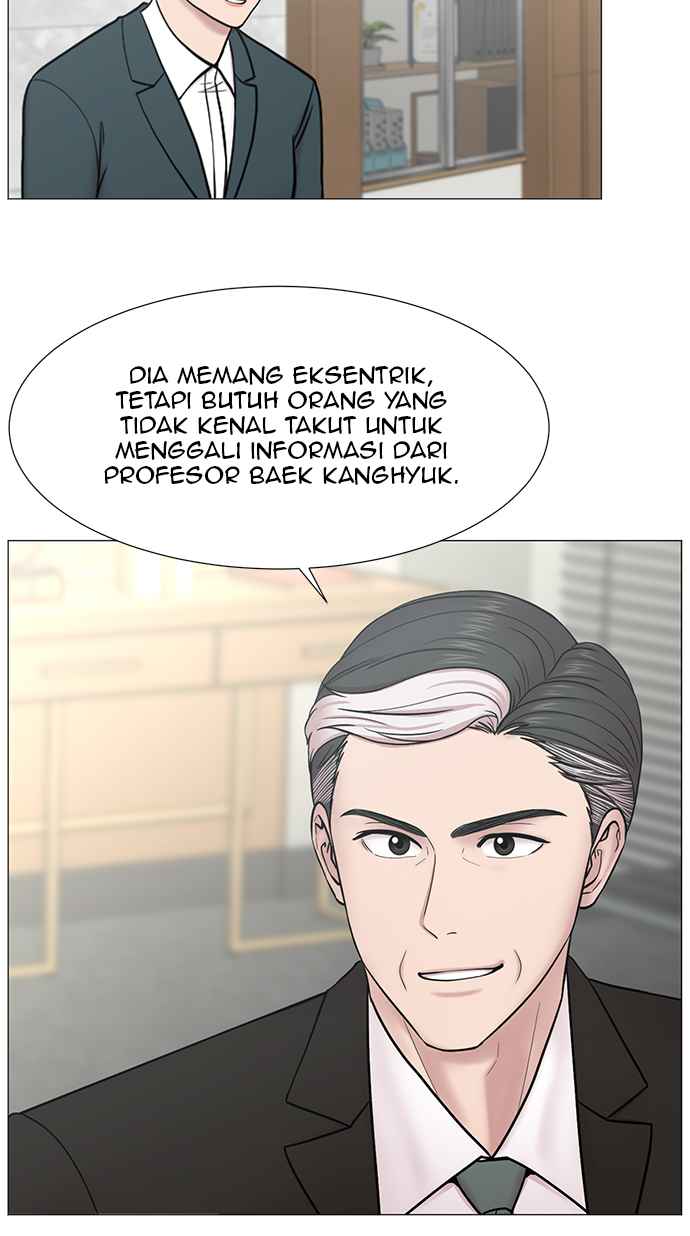 DIA MEMANG EKSENTRIK,
TETAPI BUTUH ORANG YANG
TIDAK KENAL TAKUT UNTUK
MENGGALI INFORMASI DARI
PROFESOR BAEK KANGHYUK.